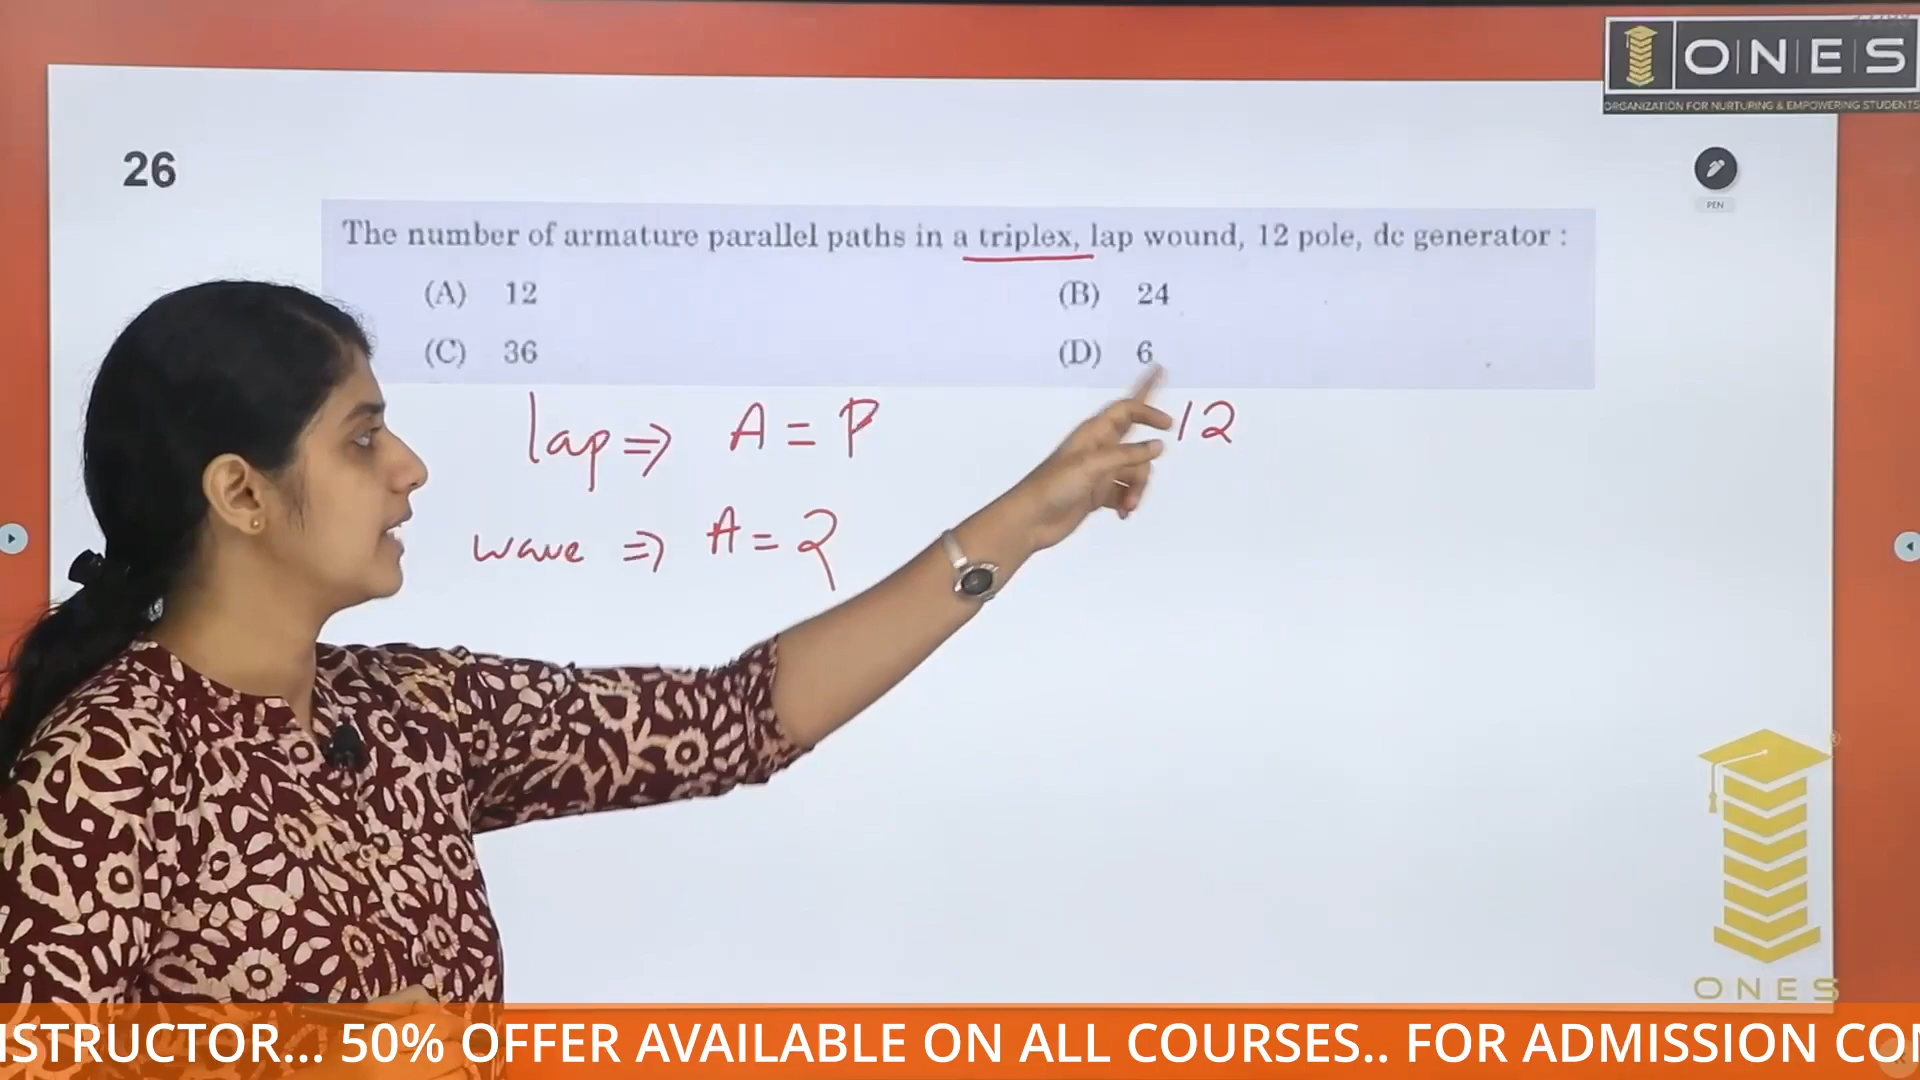 ONES
ORGANIZATION FOR NURTURING & EMPOWERING STUDENTS
26
PEN
The number of armature parallel paths in a triplex, lap wound, 12 pole, dc generator :
(A) 12
(B) 24
(C) 36
(D) 6
lap ⇒ A = P
12
wave ⇒ A = 2
ONES
NSTRUCTOR... 50% OFFER AVAILABLE ON ALL COURSES.. FOR ADMISSION CON